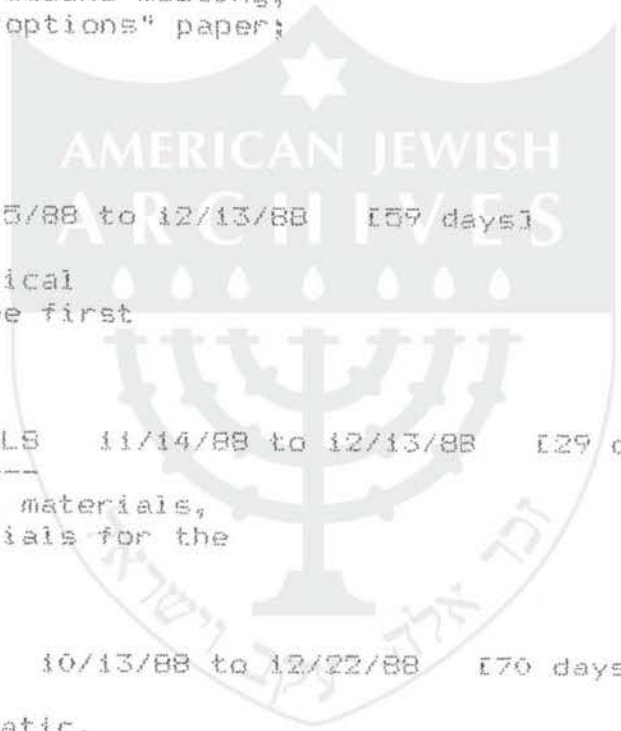 meeting;
options" paper;
AMERICAN JEWISH
ARCHIVES
5/88 to 12/13/88 [59 days]
ical
e first
LS 11/14/88 to 12/13/88 [29 d
---
materials,
ials for the
10/13/88 to 12/22/88 [70 days
atic.